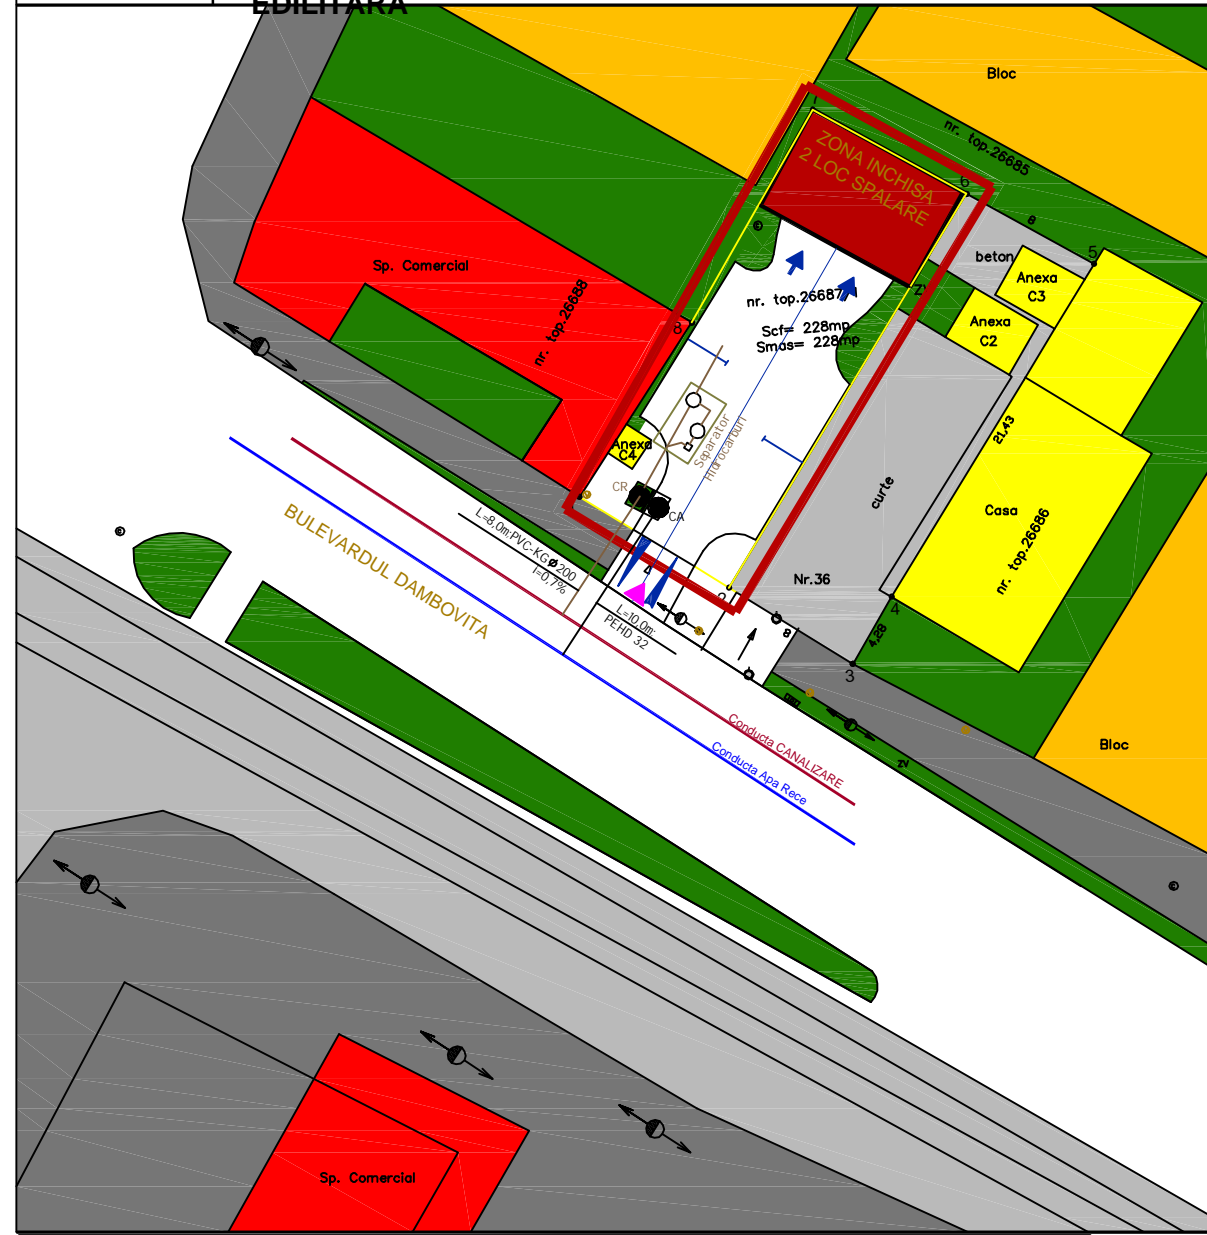 EDILITARA
Bloc
nr. top.26685
ZONA INCHISA
2 LOC SPALARE
6
B
5
beton
Anexa
C3
Sp. Comercial
nr. top.26688
nr. top.26687
Scf= 228mp
Smas= 228mp
8
Anexa
C2
21,43
curte
Casa
nr. top.26686
Separator
Hidrocarburi
Anexa
C4
CR
CA
L=8,0m;PVC-KGø200
i=0,7%
BULEVARDUL DAMBOVITA
Nr.36
2
4
4,28
3
L=10,0m;
PEHD 32
B
Conducta CANALIZARE
Conducta Apa Rece
zv
Bloc
Sp. Comercial